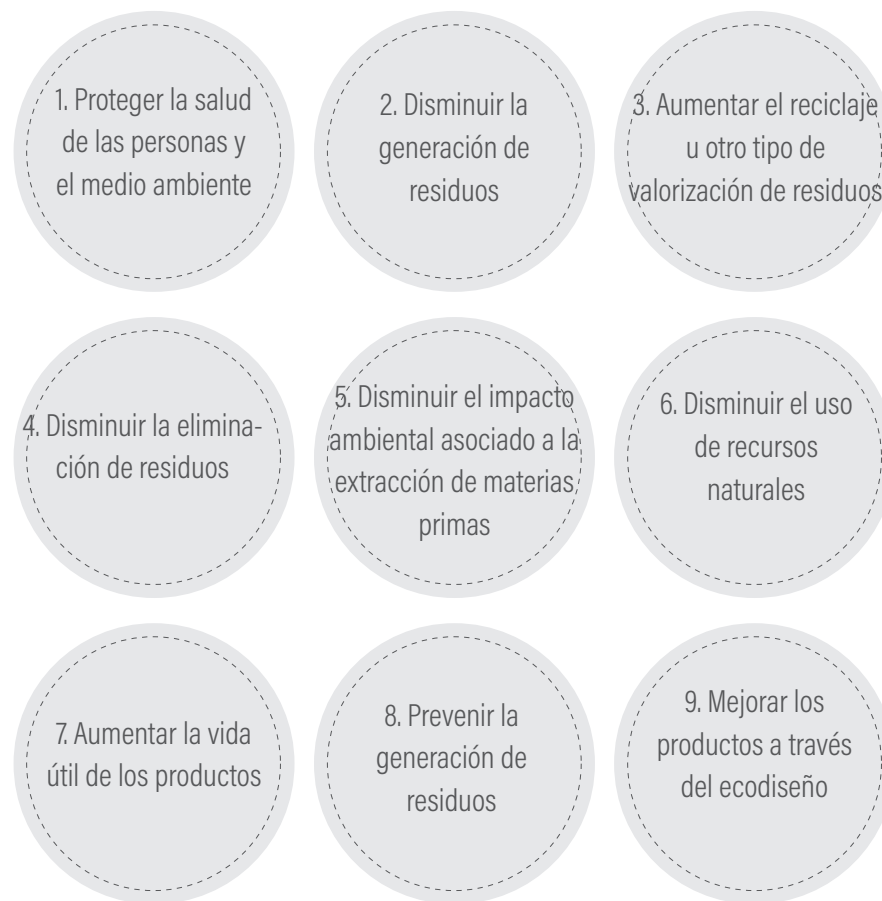 1. Proteger la salud
de las personas y
el medio ambiente
2. Disminuir la
generación de
residuos
3. Aumentar el reciclaje
u otro tipo de
valorización de residuos
4. Disminuir la elimina-
ción de residuos
5. Disminuir el impacto
ambiental asociado a la
extracción de materias
primas
6. Disminuir el uso
de recursos
naturales
7. Aumentar la vida
útil de los productos
8. Prevenir la
generación de
residuos
9. Mejorar los
productos a través
del ecodiseño